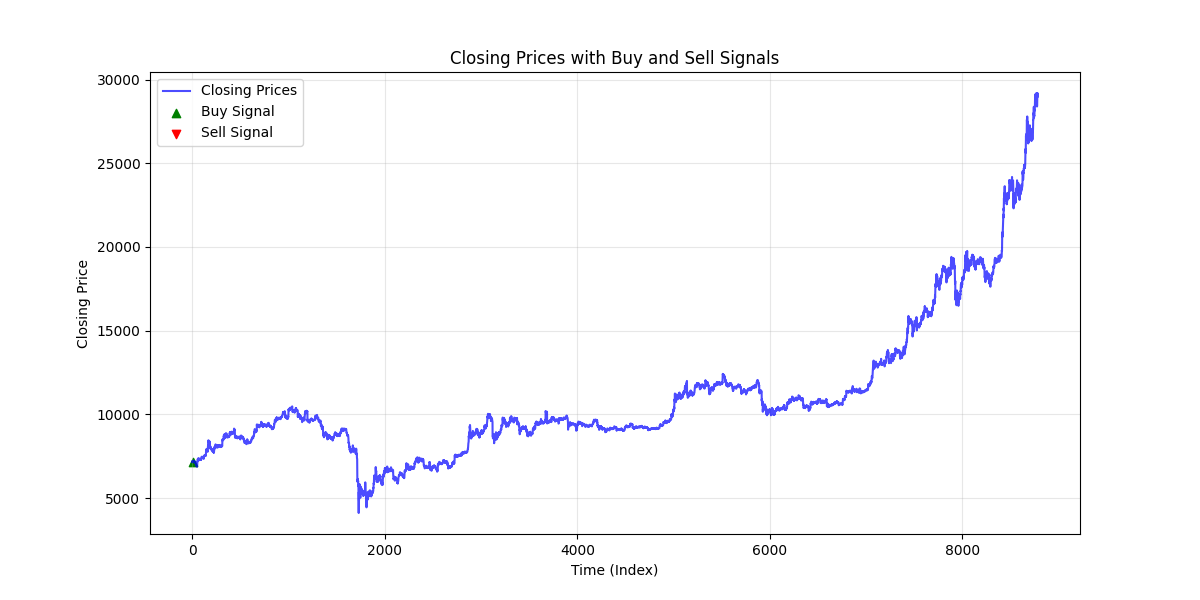 Closing Prices with Buy and Sell Signals
Closing Prices
Buy Signal
Sell Signal
Closing Price
30000
25000
20000
15000
10000
5000
0
2000
4000
6000
8000
Time (Index)